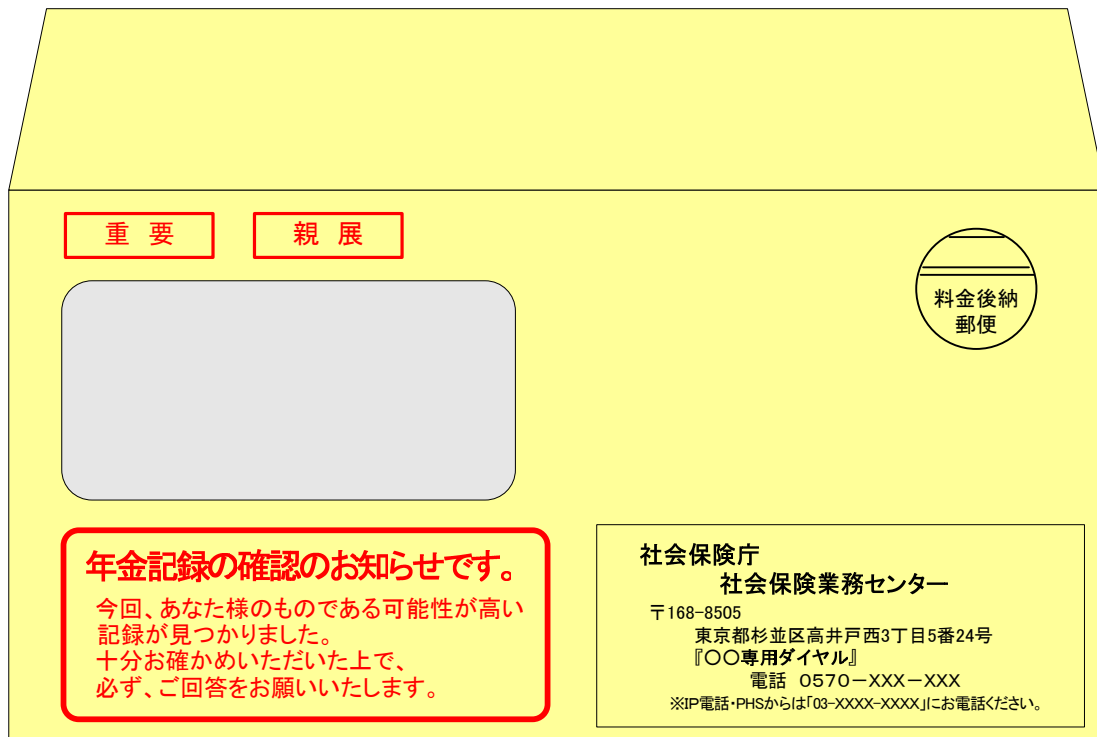 重 要
親 展
料金後納
郵便
年金記録の確認のお知らせです。
今回、あなた様のものである可能性が高い
記録が見つかりました。
十分お確かめいただいた上で、
必ず、ご回答をお願いいたします。
社会保険庁
社会保険業務センター
〒168-8505
東京都杉並区高井戸西3丁目5番24号
『〇〇専用ダイヤル』
電話 0570－XXX－XXX
※IP電話・PHSからは「03-XXXX-XXXX」にお電話ください。